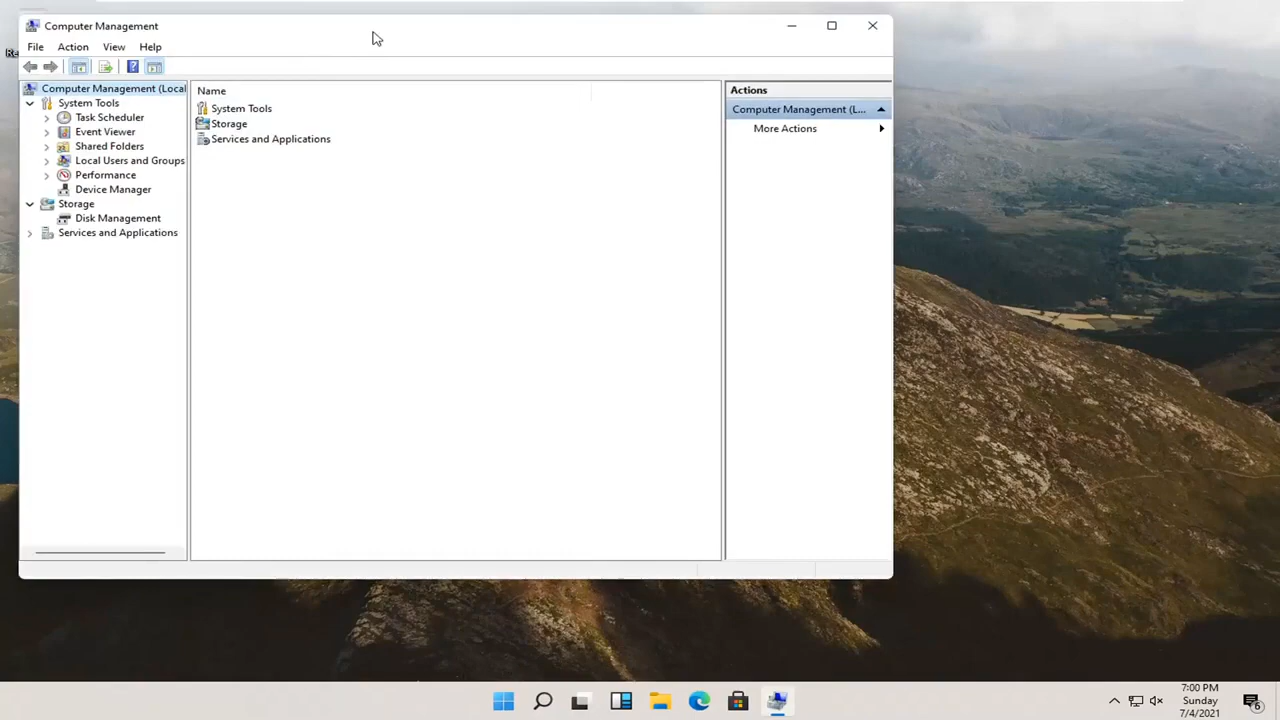 Computer Management
File Action View Help
Re
Computer Management (Local
System Tools
Task Scheduler
Event Viewer
Shared Folders
Local Users and Groups
Performance
Device Manager
Storage
Disk Management
Services and Applications
Name
System Tools
Storage
Services and Applications
Actions
Computer Management (L...
More Actions
7:00 PM
Sunday
7/4/2021
6